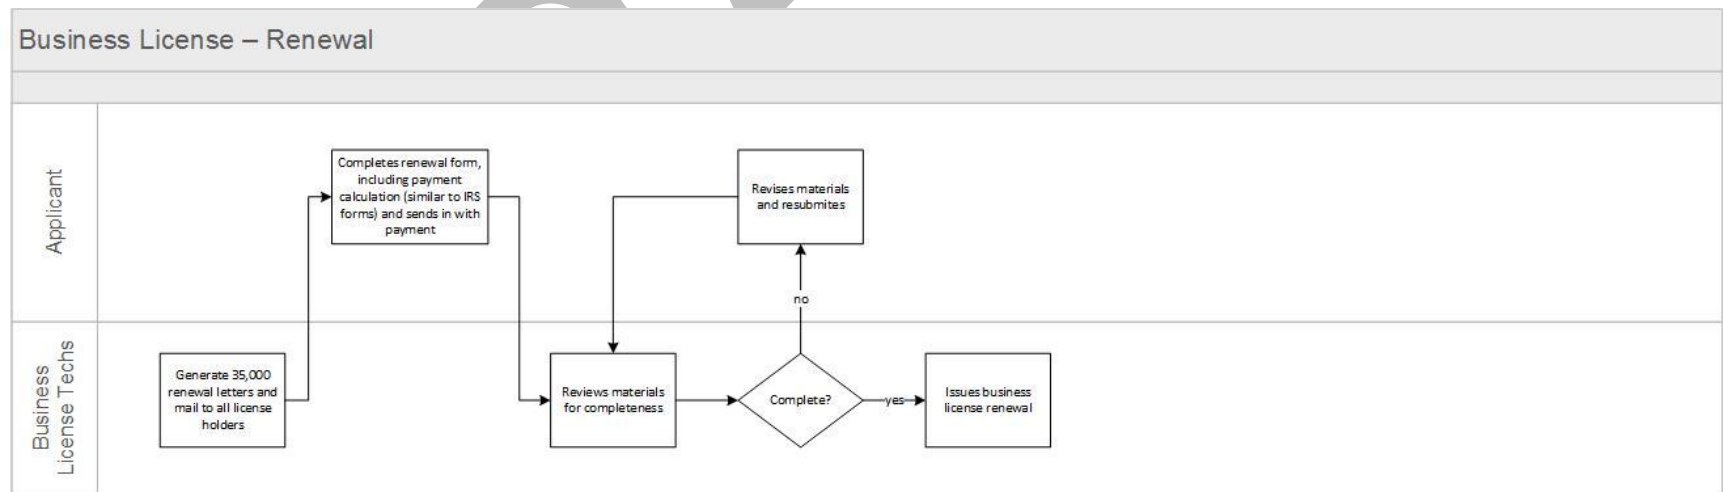 Business License – Renewal
Applicant
Completes renewal form,
including payment
calculation (similar to IRS
forms) and sends in with
payment
Revises materials
and resubmites
no
Business
License Techs
Generate 35,000
renewal letters and
mail to all license
holders
Reviews materials
for completeness
Complete?
yes
Issues business
license renewal